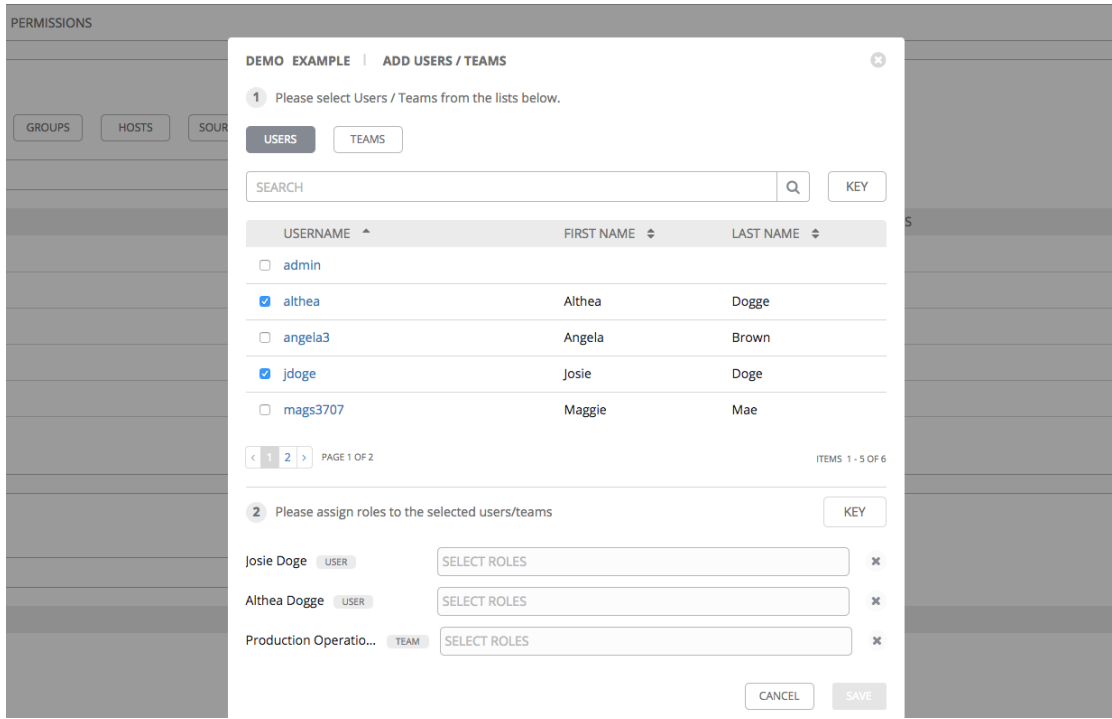 PERMISSIONS
DEMO EXAMPLE | ADD USERS / TEAMS
1 Please select Users / Teams from the lists below.
GROUPS HOSTS SOUR
USERS TEAMS
SEARCH KEY
S
USERNAME FIRST NAME LAST NAME
admin
althea Althea Dogge
angela3 Angela Brown
jdoge Josie Doge
mags3707 Maggie Mae
< 1 2 > PAGE 1 OF 2 ITEMS 1 - 5 OF 6
2 Please assign roles to the selected users/teams KEY
Josie Doge USER SELECT ROLES
Althea Dogge USER SELECT ROLES
Production Operatio... TEAM SELECT ROLES
CANCEL SAVE